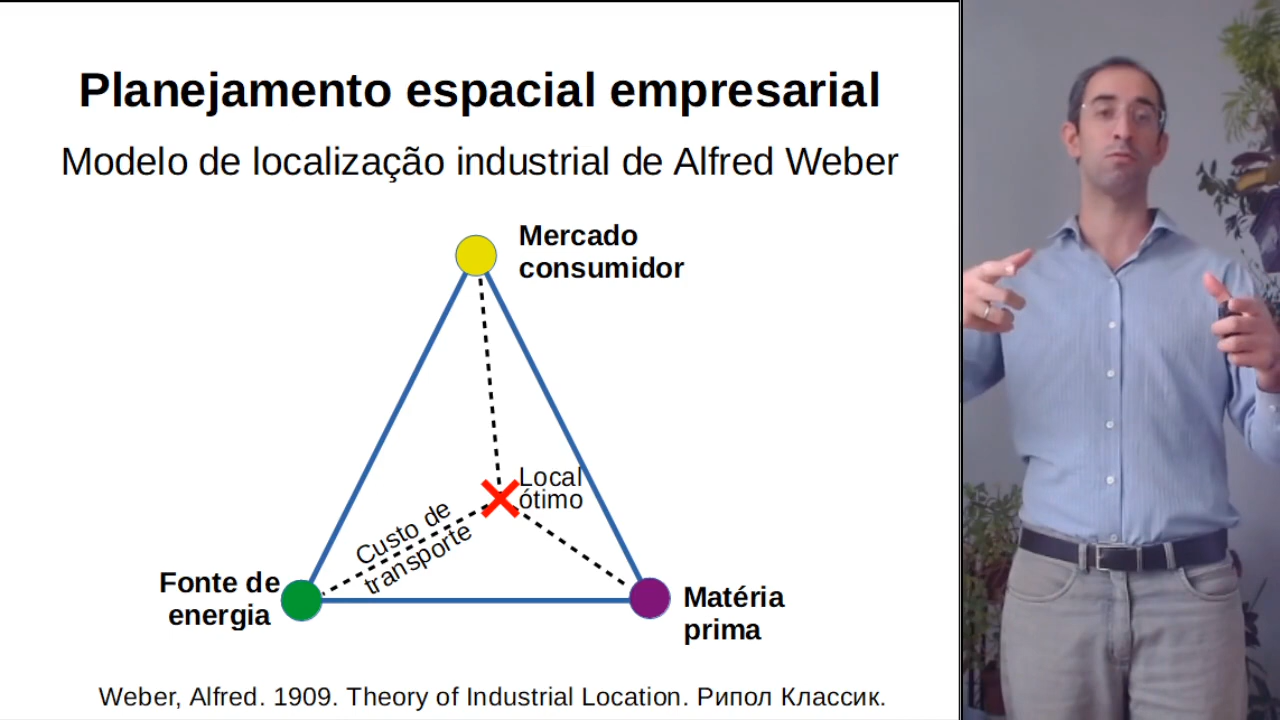 Planejamento espacial empresarial
Modelo de localização industrial de Alfred Weber
Mercado
consumidor
Local
ótimo
Custo de
transporte
Fonte de
energia
Matéria
prima
Weber, Alfred. 1909. Theory of Industrial Location. Рипол Классик.